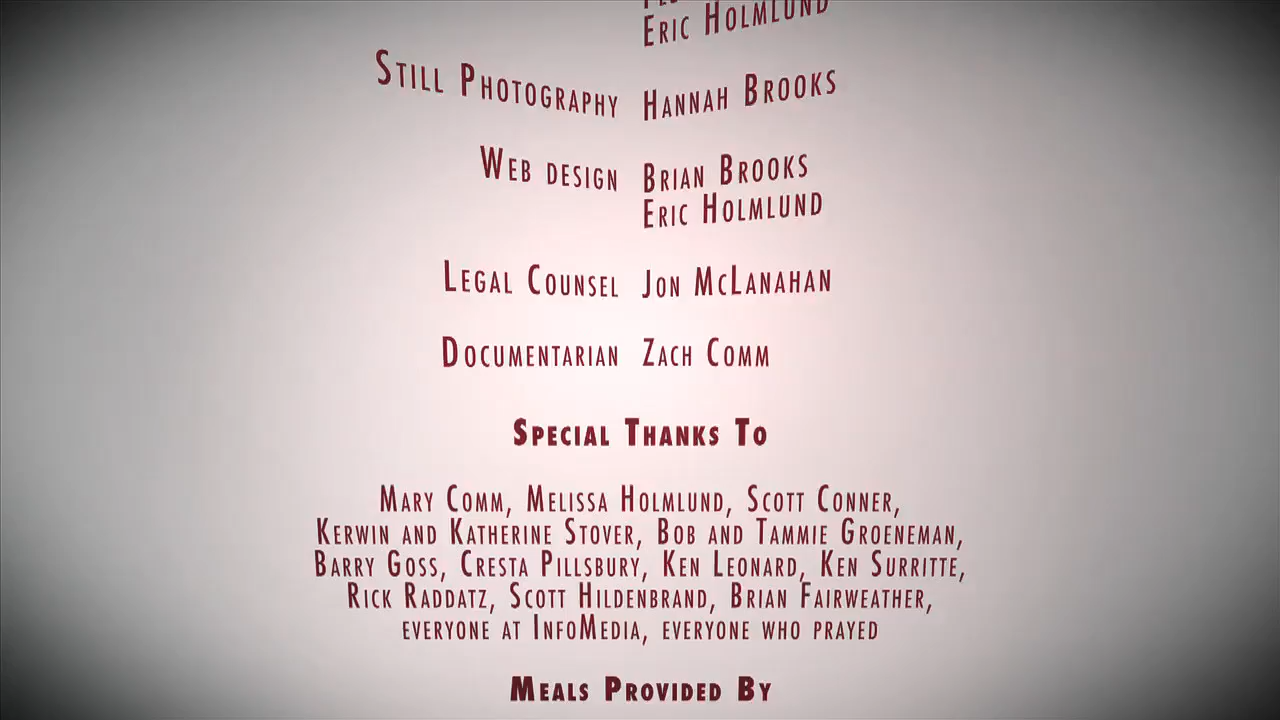 Eric Holmlund
Still Photography Hannah Brooks
Web design Brian Brooks
Eric Holmlund
Legal Counsel Jon McLanahan
Documentarian Zach Comm
Special Thanks To
Mary Comm, Melissa Holmlund, Scott Conner,
Kerwin and Katherine Stover, Bob and Tammie Groeneman,
Barry Goss, Cresta Pillsbury, Ken Leonard, Ken Surritte,
Rick Raddatz, Scott Hildenbrand, Brian Fairweather,
everyone at InfoMedia, everyone who prayed
Meals Provided By